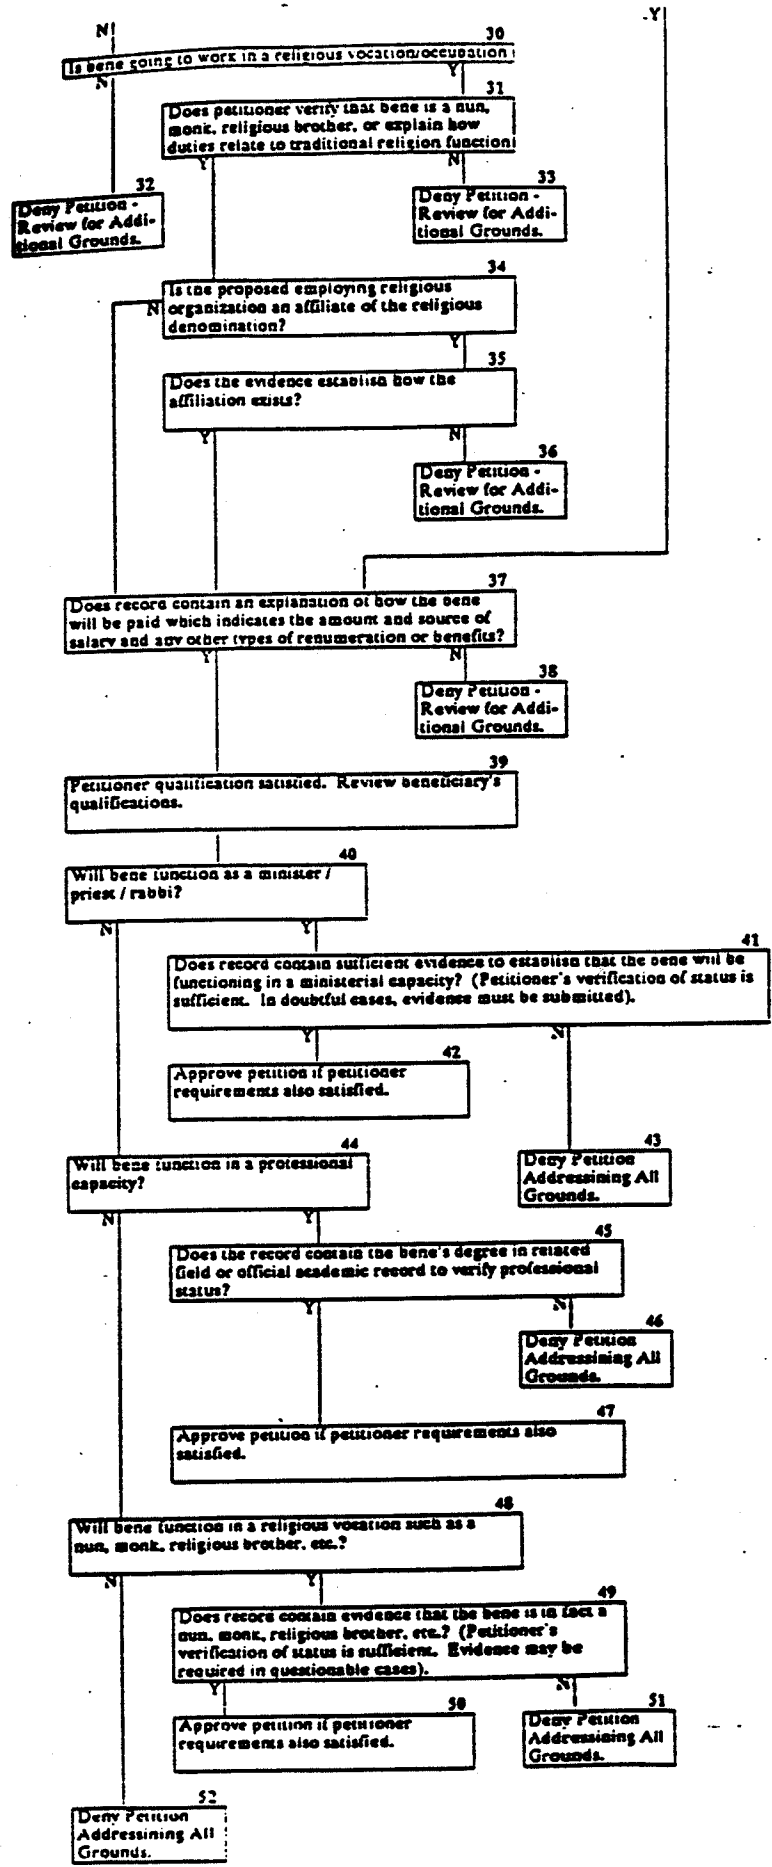 N
Y
30
Is bene going to work in a religious vocation/occupation
N
Y
31
Does petitioner verify that bene is a nun,
monk, religious brother, or explain how
duties relate to traditional religion function
Y
N
32
Deny Petition -
Review for Addi-
tional Grounds.
33
Deny Petition -
Review for Addi-
tional Grounds.
34
Is the proposed employing religious
organization an affiliate of the religious
denomination?
N
Y
35
Does the evidence establish how the
affiliation exists?
Y
N
36
Deny Petition -
Review for Addi-
tional Grounds.
37
Does record contain an explanation of how the bene
will be paid which indicates the amount and source of
salary and any other types of renumeration or benefits?
Y
N
38
Deny Petition -
Review for Addi-
tional Grounds.
39
Petitioner qualification satisfied. Review beneficiary's
qualifications.
40
Will bene function as a minister /
priest / rabbi?
N
Y
41
Does record contain sufficient evidence to establish that the bene will be
functioning in a ministerial capacity? (Petitioner's verification of status is
sufficient. In doubtful cases, evidence must be submitted).
Y
N
42
Approve petition if petitioner
requirements also satisfied.
43
Deny Petition
Addressining All
Grounds.
44
Will bene function in a professional
capacity?
N
Y
45
Does the record contain the bene's degree in related
field or official academic record to verify professional
status?
Y
N
46
Deny Petition
Addressining All
Grounds.
47
Approve petition if petitioner requirements also
satisfied.
48
Will bene function in a religious vocation such as a
nun, monk, religious brother, etc.?
N
Y
49
Does record contain evidence that the bene is in fact a
nun, monk, religious brother, etc.? (Petitioner's
verification of status is sufficient. Evidence may be
required in questionable cases).
Y
N
50
Approve petition if petitioner
requirements also satisfied.
51
Deny Petition
Addressining All
Grounds.
52
Deny Petition
Addressining All
Grounds.